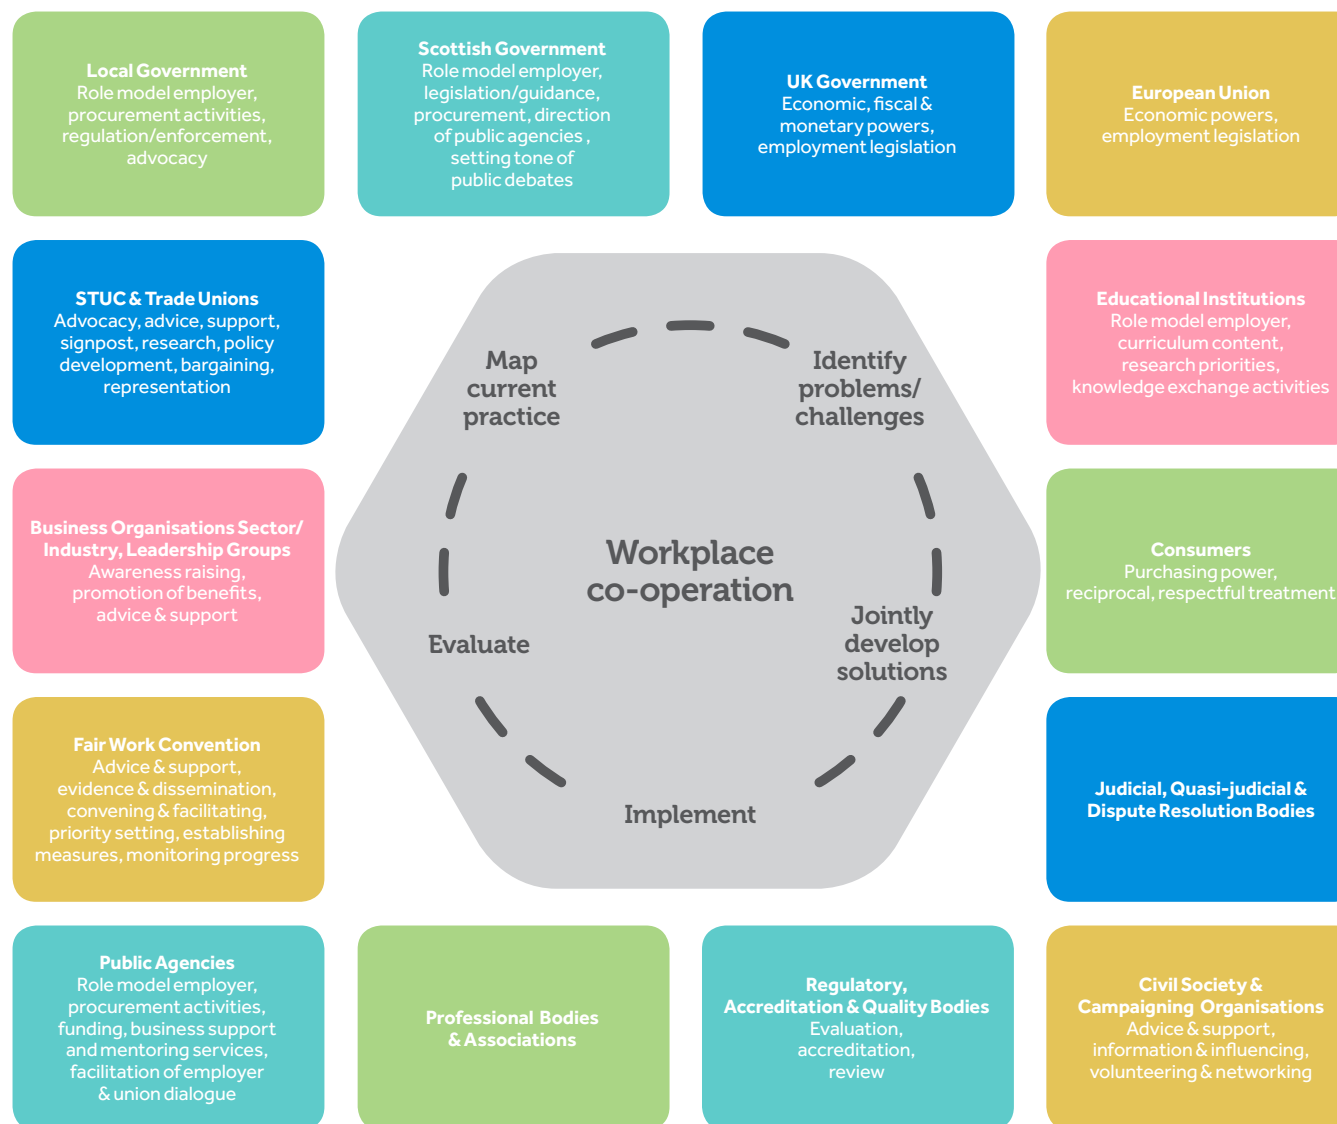 Local Government
Role model employer,
procurement activities,
regulation/enforcement,
advocacy
Scottish Government
Role model employer,
legislation/guidance,
procurement, direction
of public agencies ,
setting tone of
public debates
UK Government
Economic, fiscal &
monetary powers,
employment legislation
European Union
Economic powers,
employment legislation
STUC & Trade Unions
Advocacy, advice, support,
signpost, research, policy
development, bargaining,
representation
Educational Institutions
Role model employer,
curriculum content,
research priorities,
knowledge exchange activities
Map
current
practice
Identify
problems/
challenges
Business Organisations Sector/
Industry, Leadership Groups
Awareness raising,
promotion of benefits,
advice & support
Workplace
co-operation
Consumers
Purchasing power,
reciprocal, respectful treatment
Evaluate
Jointly
develop
solutions
Fair Work Convention
Advice & support,
evidence & dissemination,
convening & facilitating,
priority setting, establishing
measures, monitoring progress
Implement
Judicial, Quasi-judicial &
Dispute Resolution Bodies
Public Agencies
Role model employer,
procurement activities,
funding, business support
and mentoring services,
facilitation of employer
& union dialogue
Professional Bodies
& Associations
Regulatory,
Accreditation & Quality Bodies
Evaluation,
accreditation,
review
Civil Society &
Campaigning Organisations
Advice & support,
information & influencing,
volunteering & networking